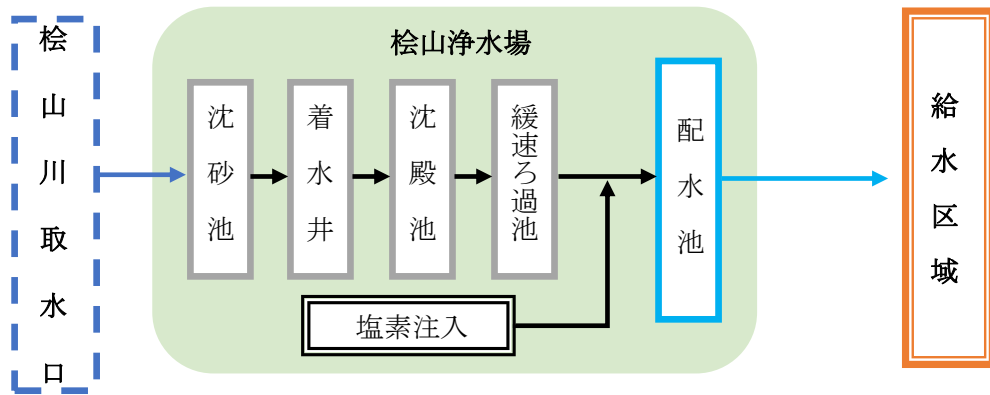 桧山川取水口
桧山浄水場
沈砂池
着水井
沈殿池
緩速ろ過池
塩素注入
配水池
給水区域